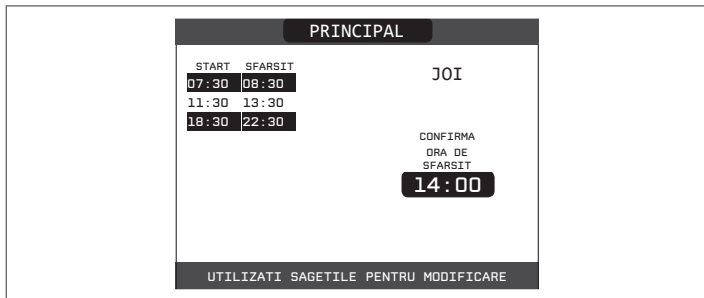 PRINCIPAL
START SFARSIT
07:30 08:30
11:30 13:30
18:30 22:30
JOI
CONFIRMA
ORA DE
SFARSIT
14:00
UTILIZATI SAGETILE PENTRU MODIFICARE